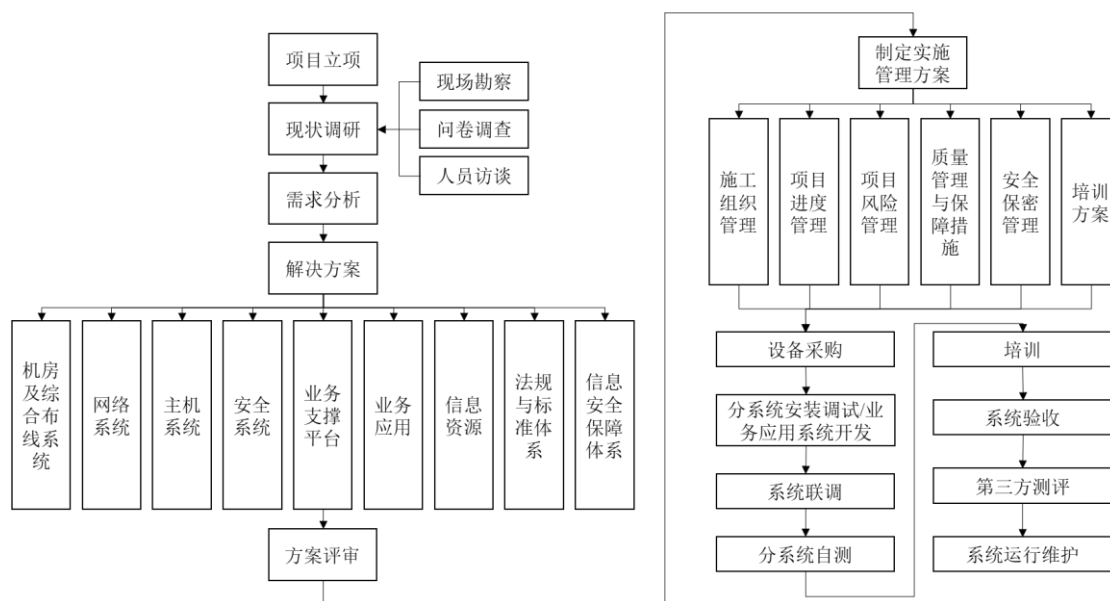 项目立项
现状调研
现场勘察
问卷调查
人员访谈
需求分析
解决方案
机房
及综
合布
线系
统
网络
系统
主机
系统
安全
系统
业务
支撑
平台
业务
应用
信息
资源
法规
与标
准体
系
信息
安全
保障
体系
方案评审
制定实施
管理方案
施工
组织
管理
项目
进度
管理
项目
风险
管理
质量
管理
与保
障措
施
安全
保密
管理
培训
方案
设备采购
分系统安装调试/业
务应用系统开发
系统联调
分系统自测
培训
系统验收
第三方测评
系统运行维护